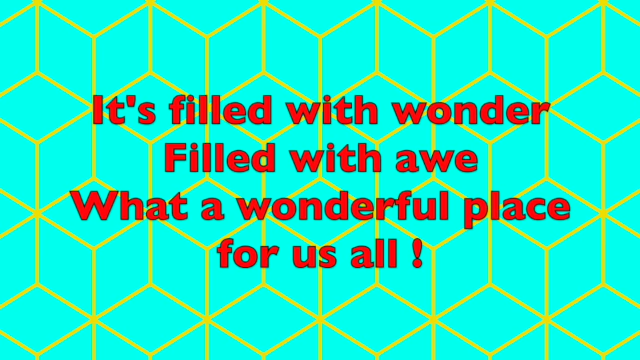 It's filled with wonder
Filled with awe
What a wonderful place
for us all !